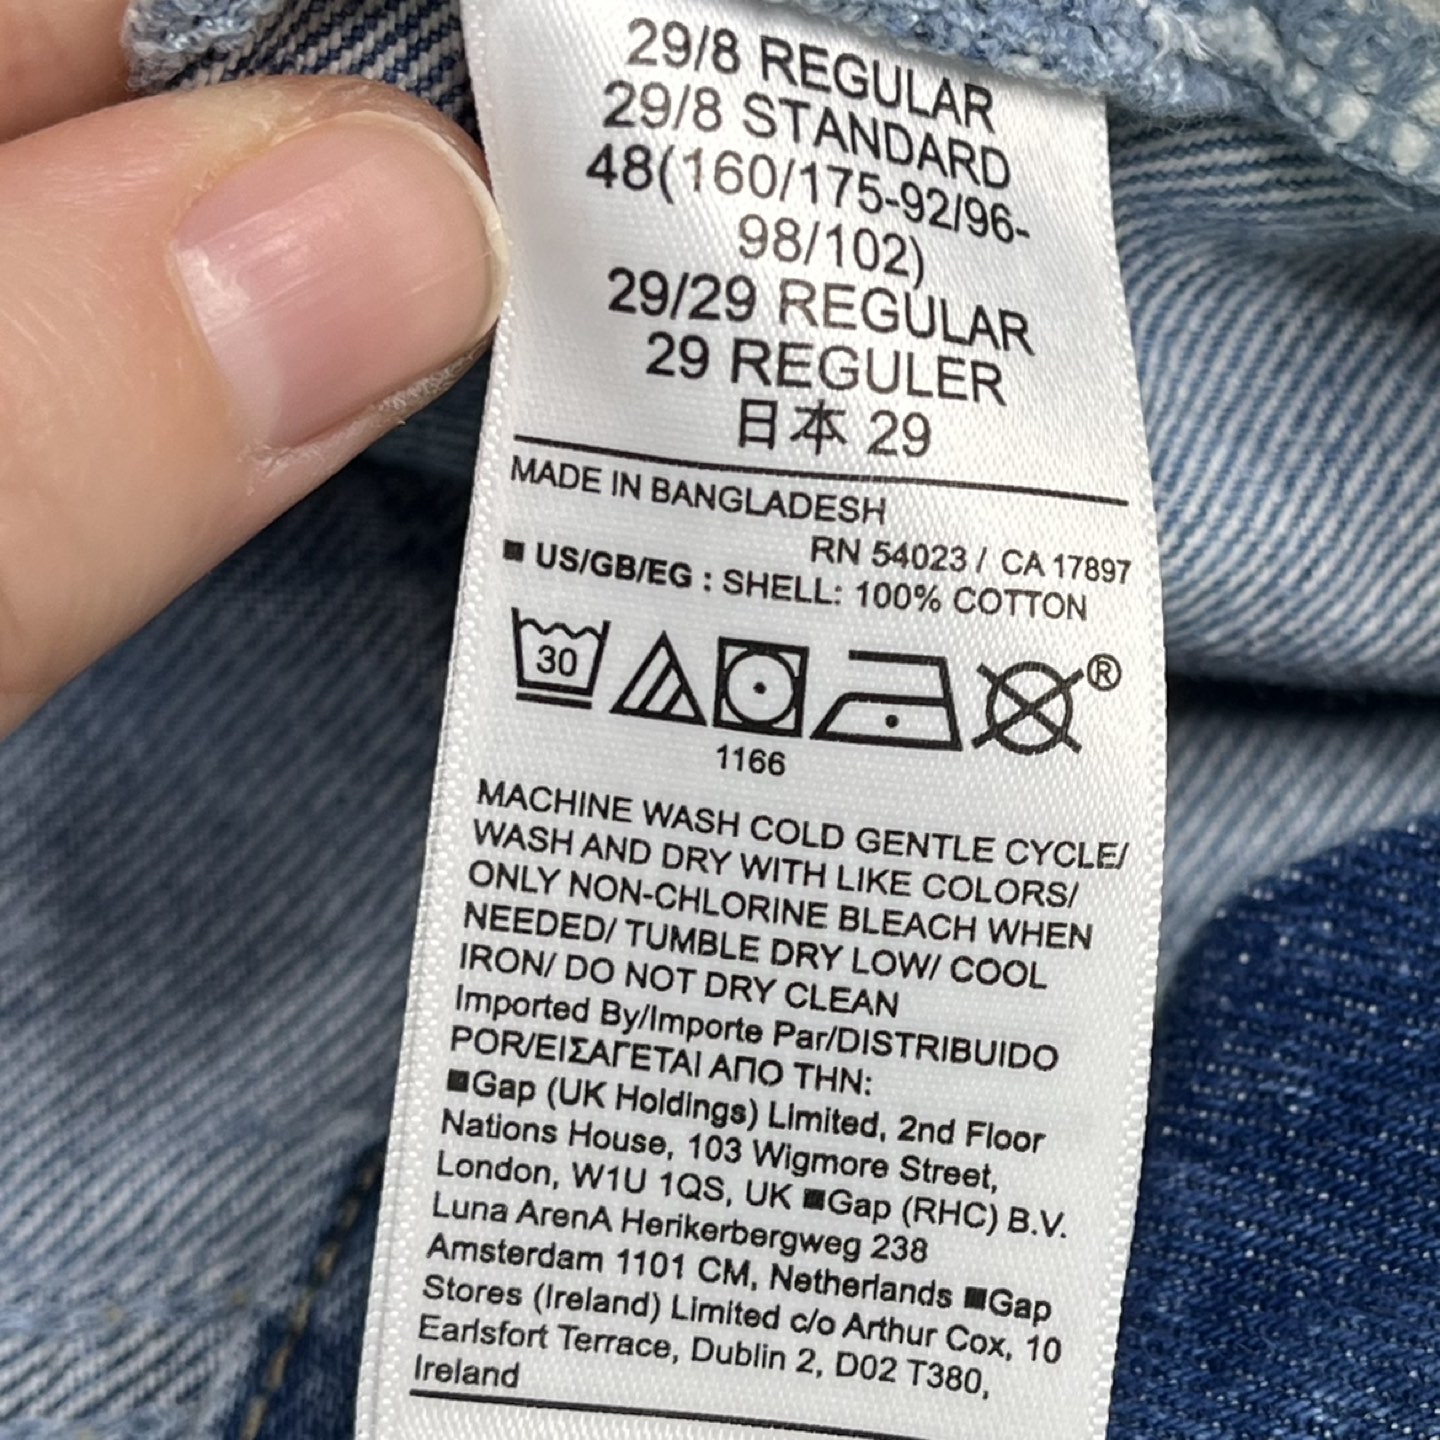 29/8 REGULAR
29/8 STANDARD
48(160/175-92/96-
98/102)
29/29 REGULAR
29 REGULER
日本 29
MADE IN BANGLADESH
RN 54023 / CA 17897
■ US/GB/EG : SHELL: 100% COTTON
30
®
1166
MACHINE WASH COLD GENTLE CYCLE/
WASH AND DRY WITH LIKE COLORS/
ONLY NON-CHLORINE BLEACH WHEN
NEEDED/ TUMBLE DRY LOW/ COOL
IRON/ DO NOT DRY CLEAN
Imported By/Importe Par/DISTRIBUIDO
POR/ΕΙΣΑΓΕΤΑΙ ΑΠΟ ΤΗΝ:
■Gap (UK Holdings) Limited, 2nd Floor
Nations House, 103 Wigmore Street,
London, W1U 1QS, UK ■Gap (RHC) B.V.
Luna ArenA Herikerbergweg 238
Amsterdam 1101 CM, Netherlands ■Gap
Stores (Ireland) Limited c/o Arthur Cox, 10
Earlsfort Terrace, Dublin 2, D02 T380,
Ireland